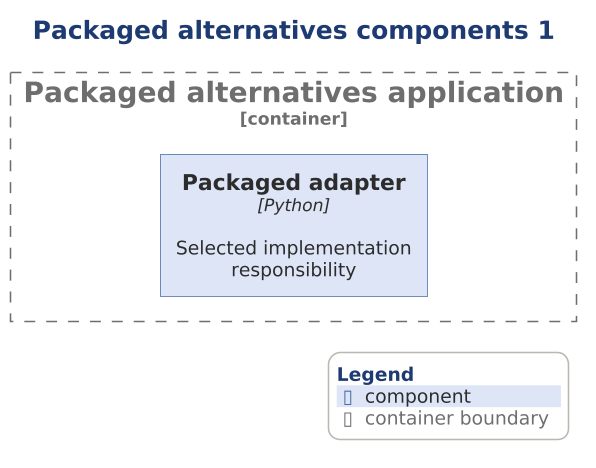 Packaged alternatives components 1
Packaged alternatives application
[container]
Packaged adapter
[Python]
Selected implementation
responsibility
Legend
component
container boundary